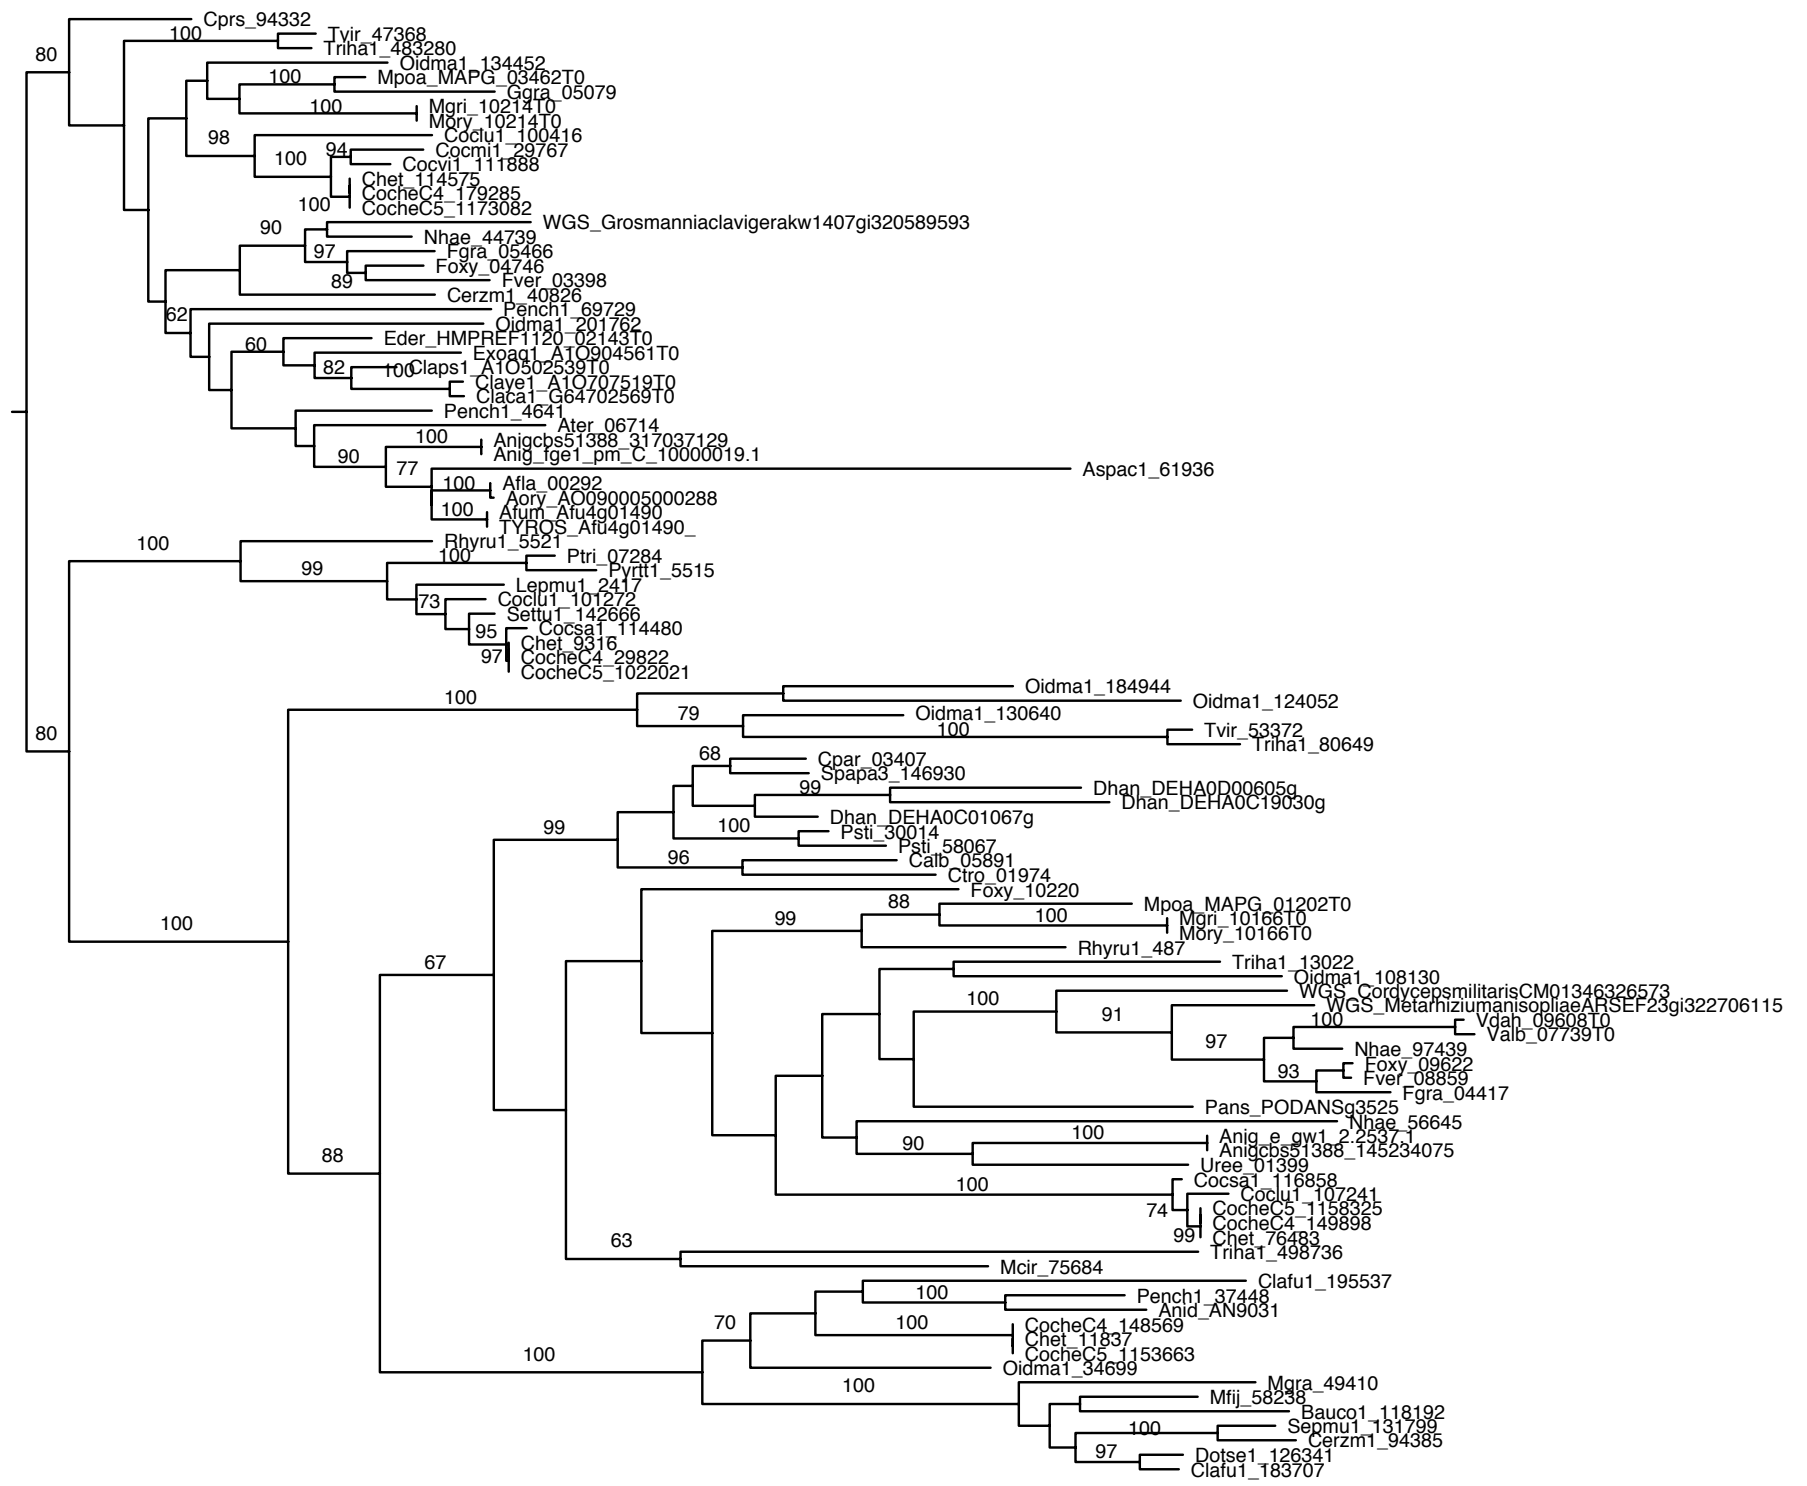 Cprs_94332
100
Tvir_47368
Triha1_483280
80
Oidma1_134452
100
Mpoa_MAPG_03462T0
Ggra_05079
100
Mgri_10214T0
Mory_10214T0
98
Coclu1_100416
94
Cocmi1_29767
100
Cocvi1_111888
Chet_114575
CocheC4_179285
100
CocheC5_1173082
WGS_Grosmanniaclavigerakw1407gi320589593
90
Nhae_44739
97
Fgra_05466
Foxy_04746
89
Fver_03398
Cerzm1_40826
62
Pench1_69729
Oidma1_201762
60
Eder_HMPREF1120_02143T0
Exoaq1_A1O904561T0
82
100
Claps1_A1O502539T0
Claye1_A1O707519T0
Claca1_G64702569T0
Pench1_4641
Ater_06714
100
Anigcbs51388_317037129
90
Anig_fge1_pm_C_10000019.1
77
Aspac1_61936
100
Afla_00292
Aory_AO090005000288
100
Afum_Afu4g01490
TYROS_Afu4g01490_
100
Rhyru1_5521
100
Ptri_07284
99
Pyrtt1_5515
Lepmu1_2417
73
Coclu1_101272
Settu1_142666
95
Cocsa1_114480
Chet_9316
97
CocheC4_29822
CocheC5_1022021
100
Oidma1_184944
Oidma1_124052
79
Oidma1_130640
80
100
Tvir_53372
Triha1_80649
68
Cpar_03407
Spapa3_146930
99
Dhan_DEHA0D00605g
Dhan_DEHA0C19030g
Dhan_DEHA0C01067g
99
100
Psti_30014
Psti_58067
96
Calb_05891
Ctro_01974
Foxy_10220
88
Mpoa_MAPG_01202T0
99
100
Mgri_10166T0
Mory_10166T0
100
Rhyru1_487
67
Triha1_13022
Oidma1_108130
100
WGS_CordycepsmilitarisCM01346326573
91
WGS_MetarhiziumanisopliaeARSEF23gi322706115
100
Vdah_09608T0
97
Valb_07739T0
Nhae_97439
Foxy_09622
93
Fver_08859
Fgra_04417
Pans_PODANSg3525
Nhae_56645
100
Anig_e_gw1_2.2537.1
90
Anigcbs51388_145234075
88
Uree_01399
100
Cocsa1_116858
Coclu1_107241
74
CocheC5_1158325
CocheC4_149898
99
Chet_76483
63
Triha1_498736
Mcir_75684
Clafu1_195537
100
Pench1_37448
Anid_AN9031
70
100
CocheC4_148569
Chet_11837
100
CocheC5_1153663
Oidma1_34699
100
Mgra_49410
Mfij_58238
Bauco1_118192
100
Sepmu1_131799
Cerzm1_94385
97
Dotse1_126341
Clafu1_183707